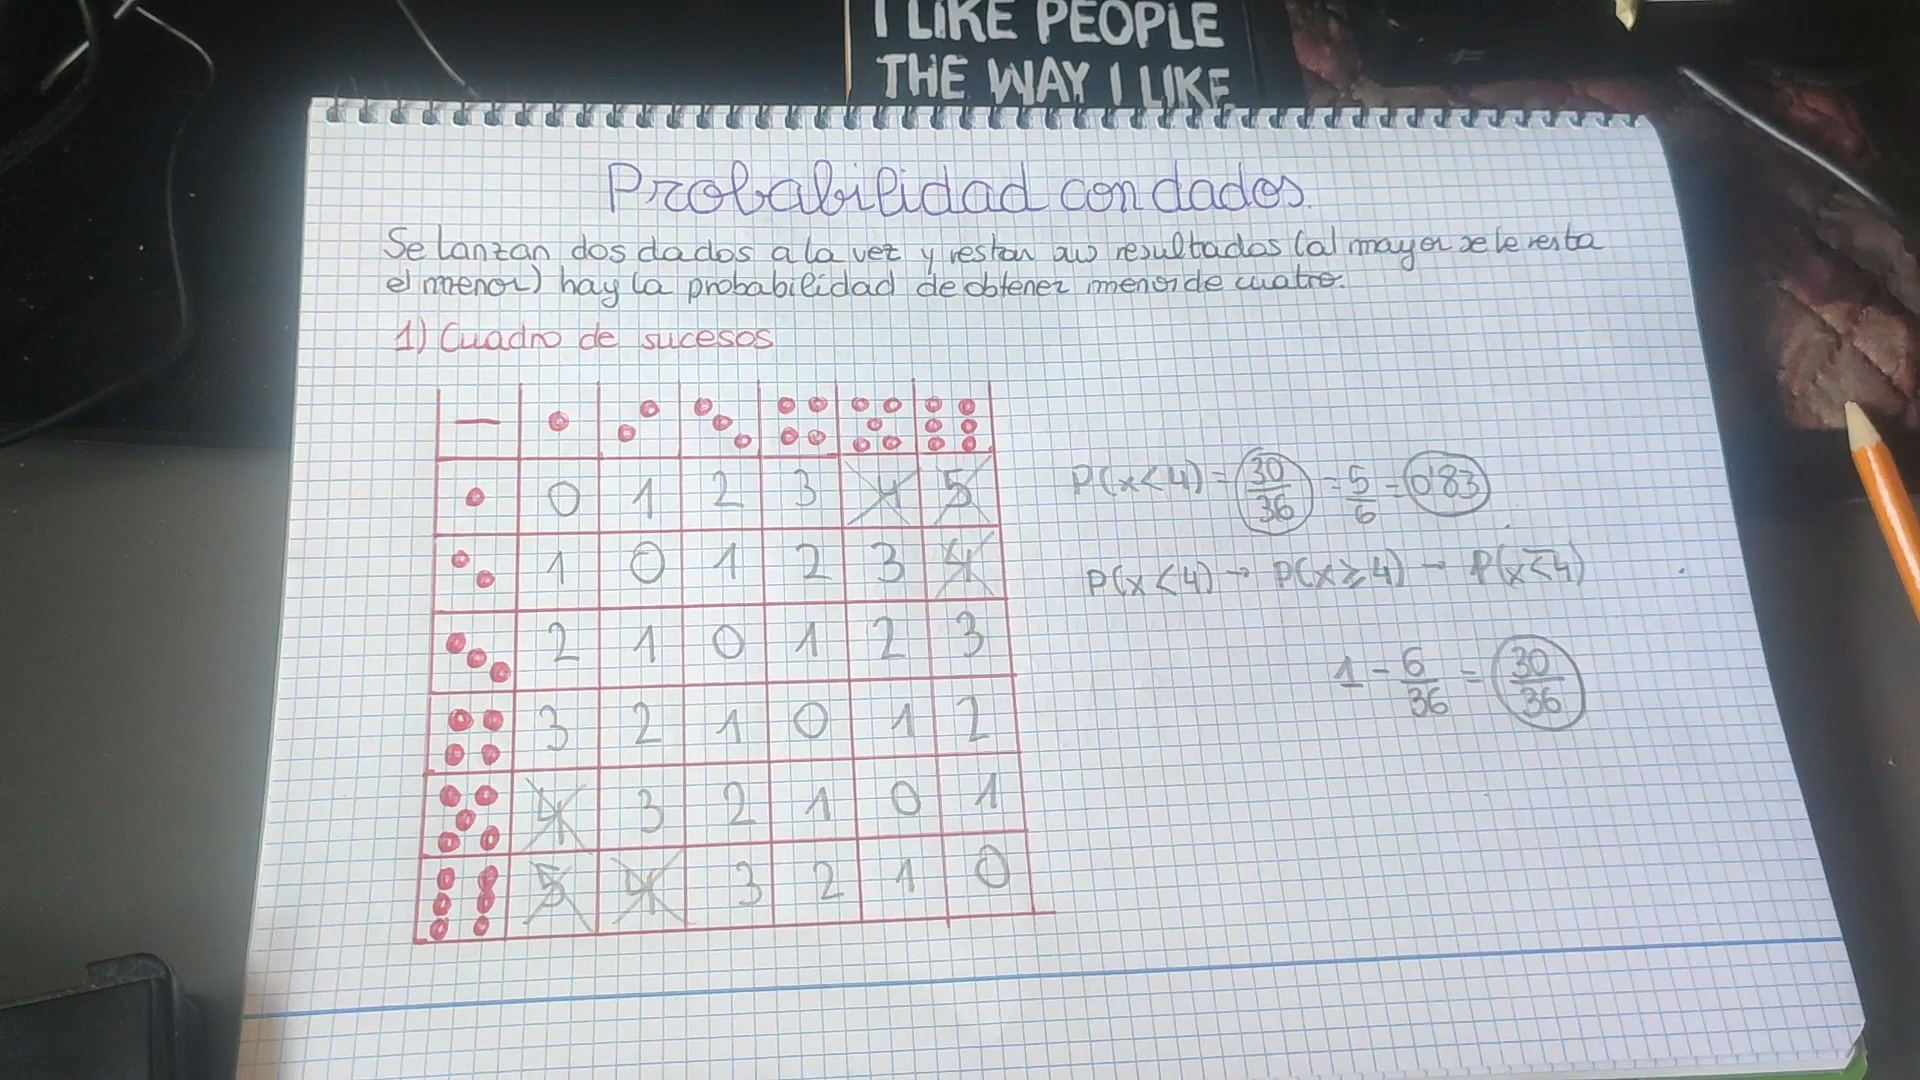 I LIKE PEOPLE
THE WAY I LIKE
Probabilidad con dados.
Se lanzan dos dados a la vez y restan sus resultados (al mayor se le resta
el menor) hay la probabilidad de obtener menor de cuatro.
1) Cuadro de sucesos
—
0 1 2 3 4 5
1 0 1 2 3 4
2 1 0 1 2 3
3 2 1 0 1 2
4 3 2 1 0 1
5 4 3 2 1 0
P(x<4) = 30/36 = 5/6 = 0'83
P(x<4) → P(x≥4) → P(x̅<̅4̅)
1 - 6/36 = 30/36